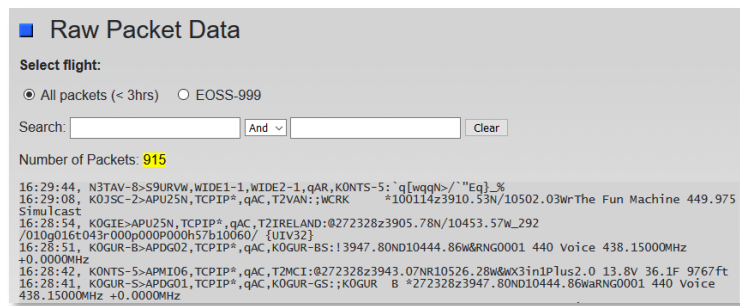 Raw Packet Data
Select flight:
All packets (< 3hrs) EOSS-999
Search: And Clear
Number of Packets: 915
16:29:44, N3TAV-8>S9URVW,WIDE1-1,WIDE2-1,qAR,K0NTS-5:`q[wqqN>/`"Eq}_%
16:29:08, K0JSC-2>APU25N,TCPIP*,qAC,T2VAN:;WCRK *100114z3910.53N/10502.03WrThe Fun Machine 449.975
Simulcast
16:28:54, K0GIE>APU25N,TCPIP*,qAC,T2IRELAND:@272328z3905.78N/10453.57W_292
/010g016t043r000p000P000h57b10060/ {UIV32}
16:28:51, K0GUR-B>APDG02,TCPIP*,qAC,K0GUR-BS:!3947.80ND10444.86W&RNG0001 440 Voice 438.15000MHz
+0.0000MHz
16:28:42, K0NTS-5>APMI06,TCPIP*,qAC,T2MCI:@272328z3943.07NR10526.28W&WX3in1Plus2.0 13.8V 36.1F 9767ft
16:28:41, K0GUR-S>APDG01,TCPIP*,qAC,K0GUR-GS:;K0GUR B *272328z3947.80ND10444.86WaRNG0001 440 Voice
438.15000MHz +0.0000MHz